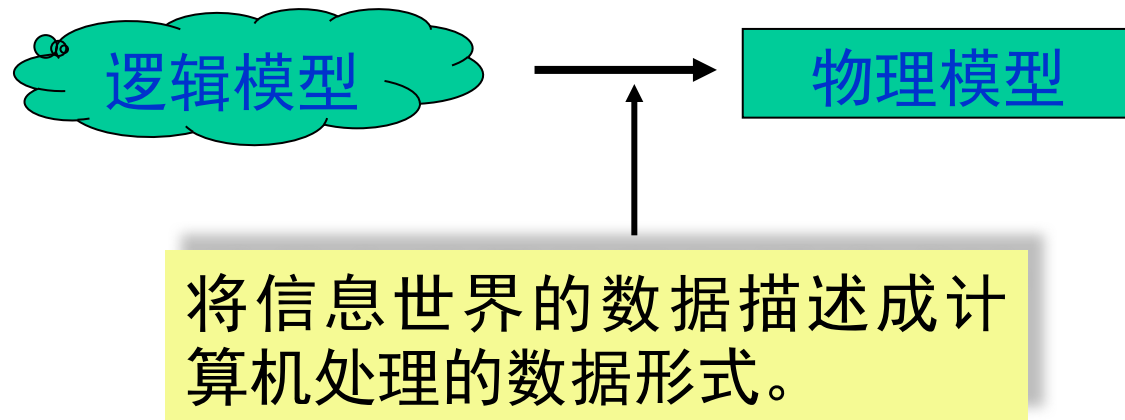 逻辑模型
物理模型
将信息世界的数据描述成计
算机处理的数据形式。